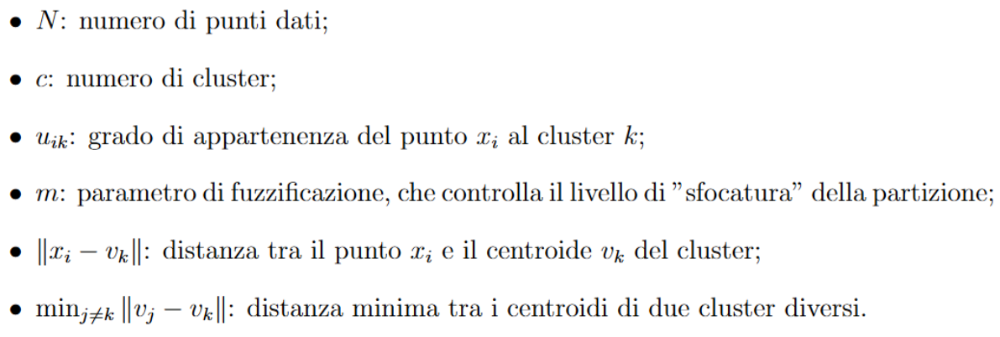 • N: numero di punti dati;
• c: numero di cluster;
• u_{ik}: grado di appartenenza del punto x_i al cluster k;
• m: parametro di fuzzificazione, che controlla il livello di ”sfocatura” della partizione;
• ‖x_i − v_k‖: distanza tra il punto x_i e il centroide v_k del cluster;
• min_{j≠k} ‖v_j − v_k‖: distanza minima tra i centroidi di due cluster diversi.